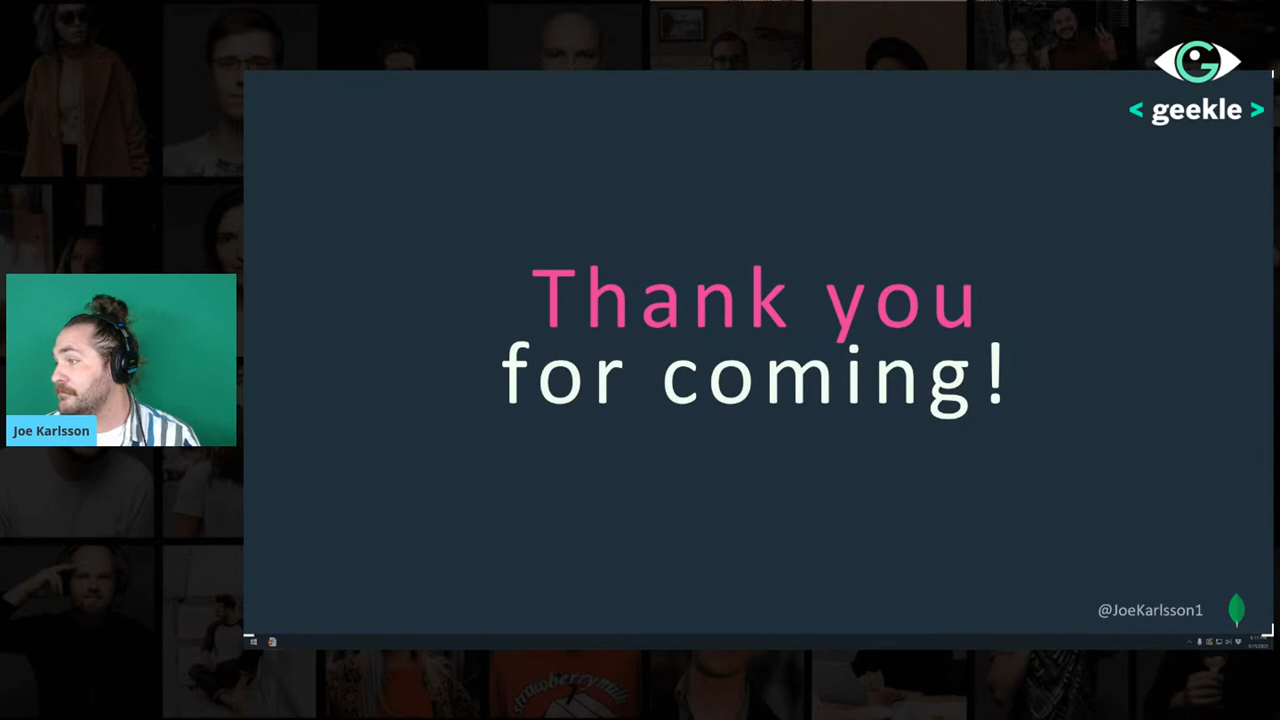 < geekle >
Thank you
for coming!
Joe Karlsson
@JoeKarlsson1